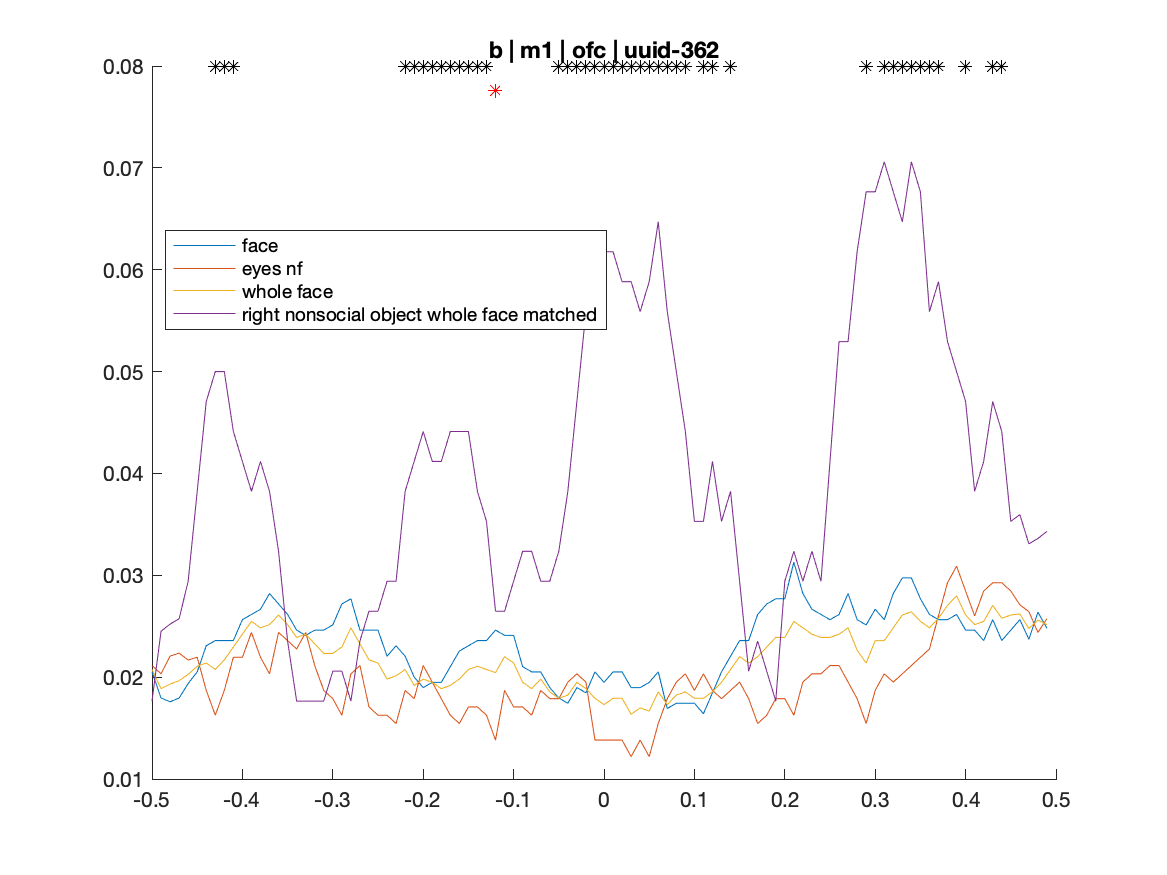 b | m1 | ofc | uuid-362
0.08
0.07
0.06
0.05
0.04
0.03
0.02
0.01
face
eyes nf
whole face
right nonsocial object whole face matched
-0.5 -0.4 -0.3 -0.2 -0.1 0 0.1 0.2 0.3 0.4 0.5